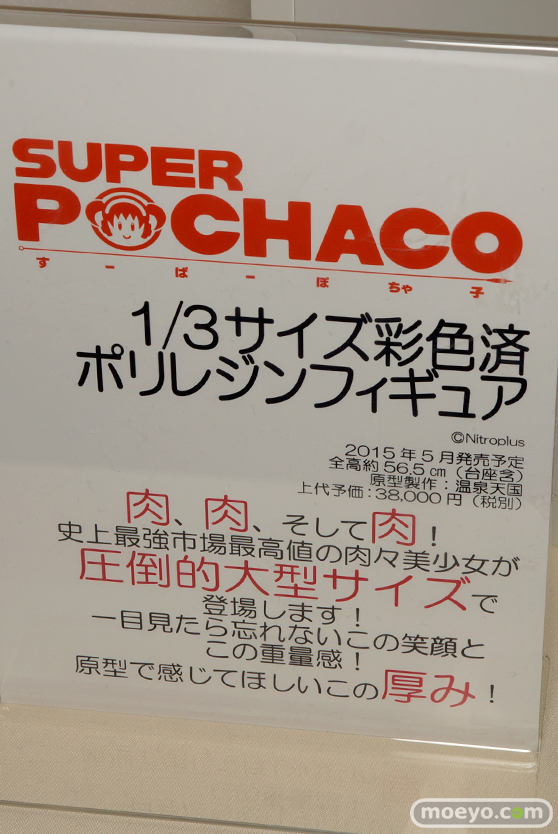 SUPER
POCHACO
すーぱーぽちゃ子
1/3サイズ彩色済
ポリレジンフィギュア
©Nitroplus
2015年5月発売予定
全高約56.5㎝（台座含）
原型製作：温泉天国
上代予価：38,000円（税別）
肉、肉、そして肉！
史上最強市場最高値の肉々美少女が
圧倒的大型サイズで
登場します！
一目見たら忘れないこの笑顔と
この重量感！
原型で感じてほしいこの厚み！
moeyo.com